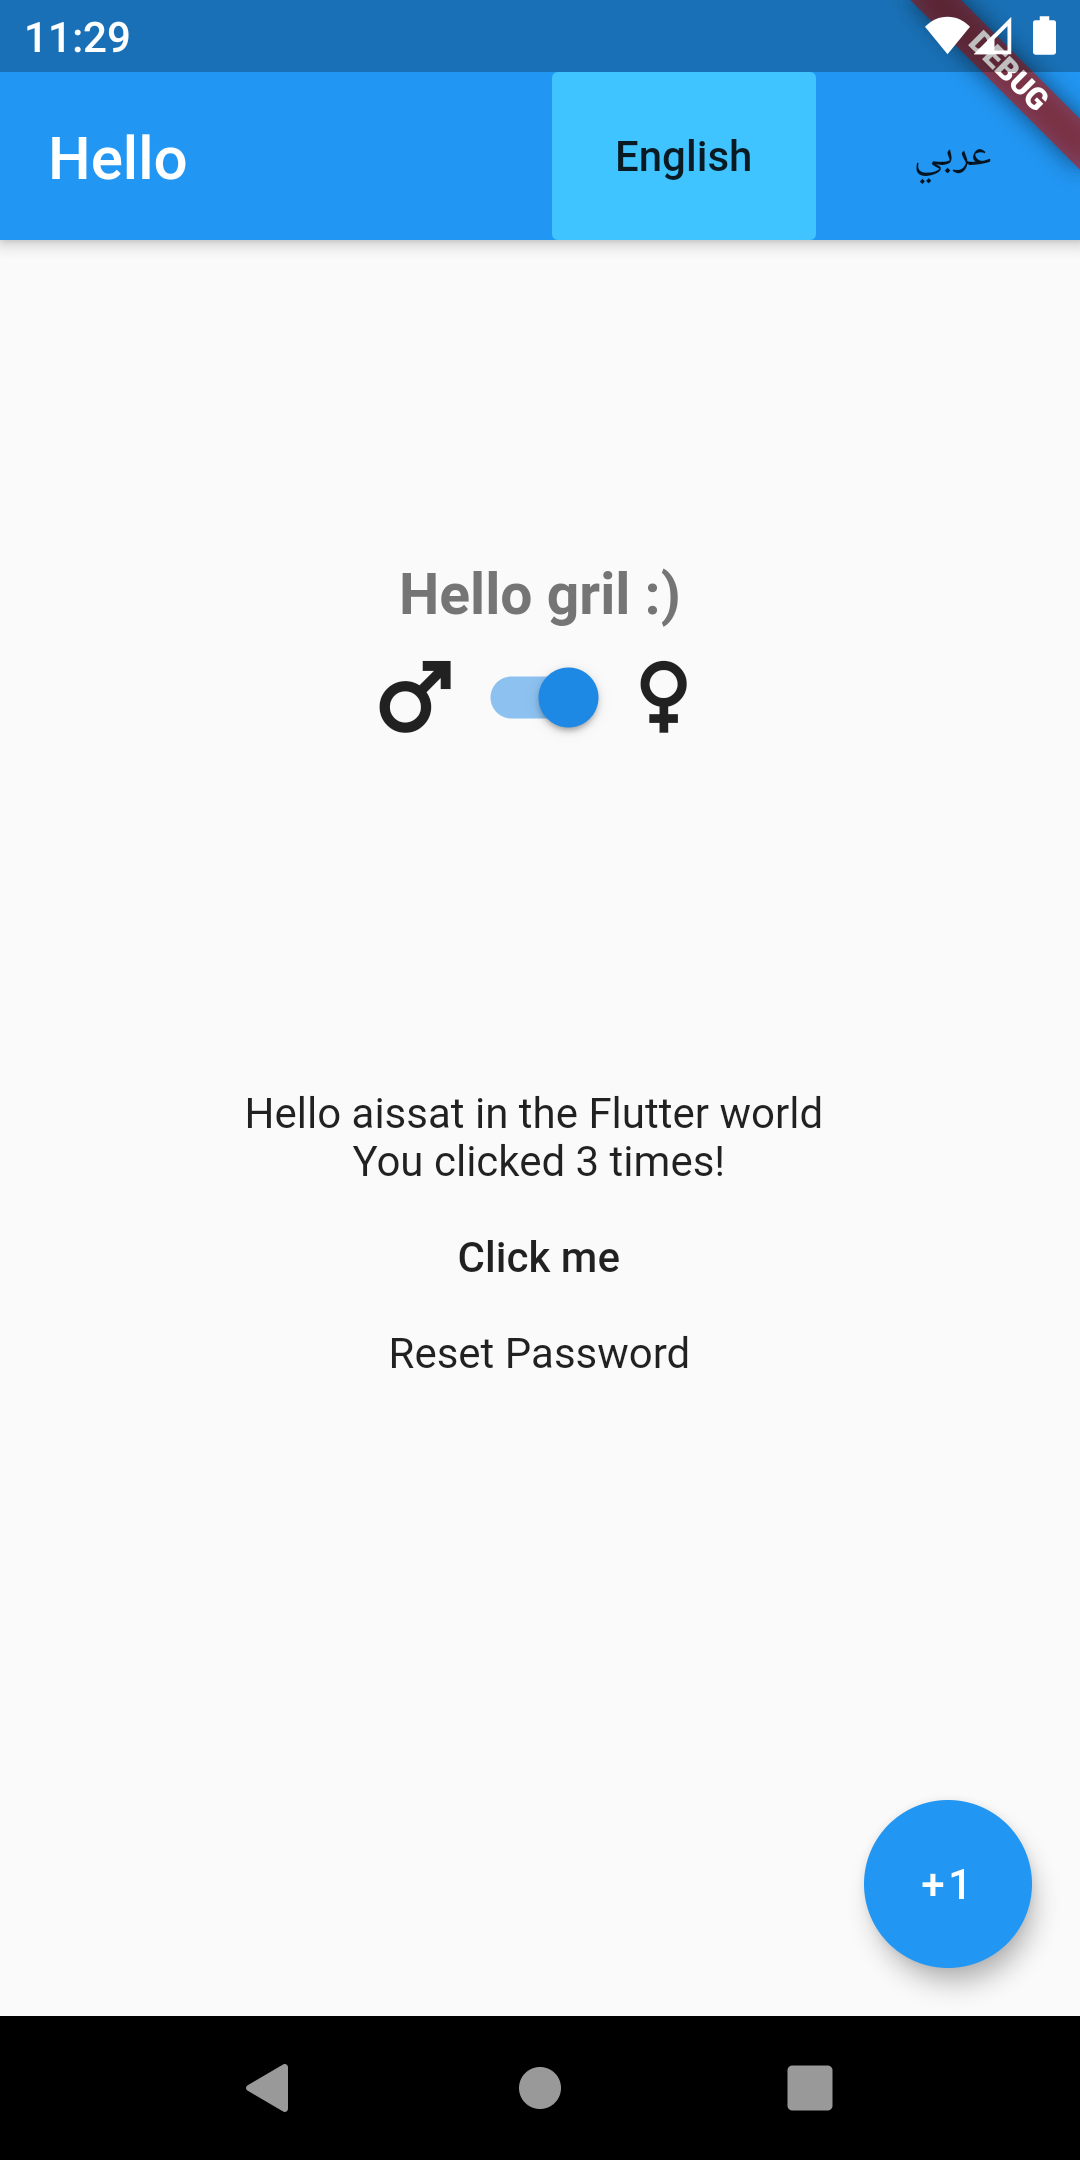 11:29
DEBUG
Hello
English
عربي
Hello gril :)
Hello aissat in the Flutter world
You clicked 3 times!
Click me
Reset Password
+1